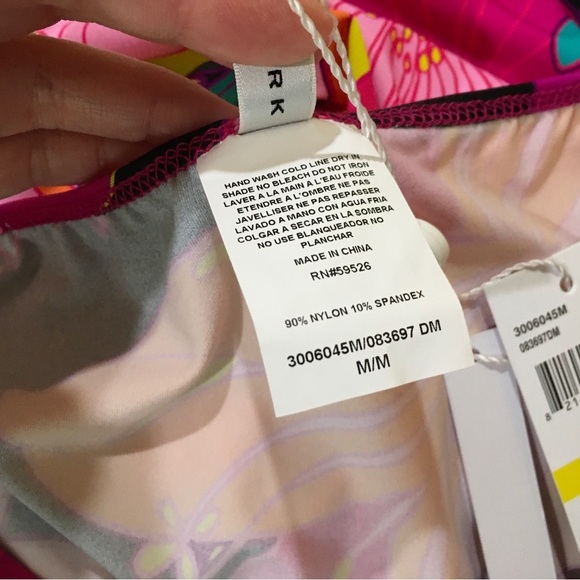 RK
HAND WASH COLD LINE DRY IN
SHADE NO BLEACH DO NOT IRON
LAVER A LA MAIN A L'EAU FROIDE
ETENDRE A L'OMBRE NE PAS
JAVELLISER NE PAS REPASSER
LAVADO A MANO CON AGUA FRIA
COLGAR A SECAR EN LA SOMBRA
NO USE BLANQUEADOR NO
PLANCHAR
MADE IN CHINA
RN#59526
90% NYLON 10% SPANDEX
3006045M/083697 DM
M/M
3006045M
083697DM
8 21